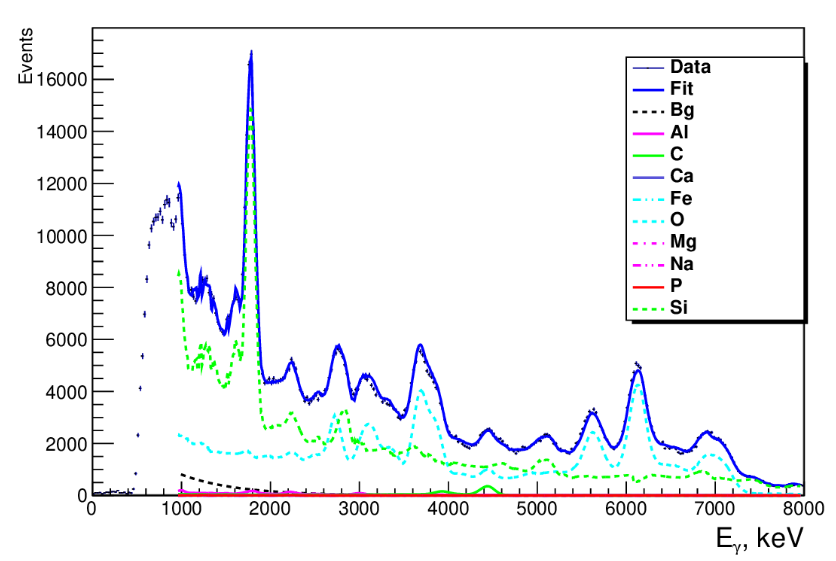 Events
16000
14000
12000
10000
8000
6000
4000
2000
0
0 1000 2000 3000 4000 5000 6000 7000 8000
Eγ, keV
Data
Fit
Bg
Al
C
Ca
Fe
O
Mg
Na
P
Si